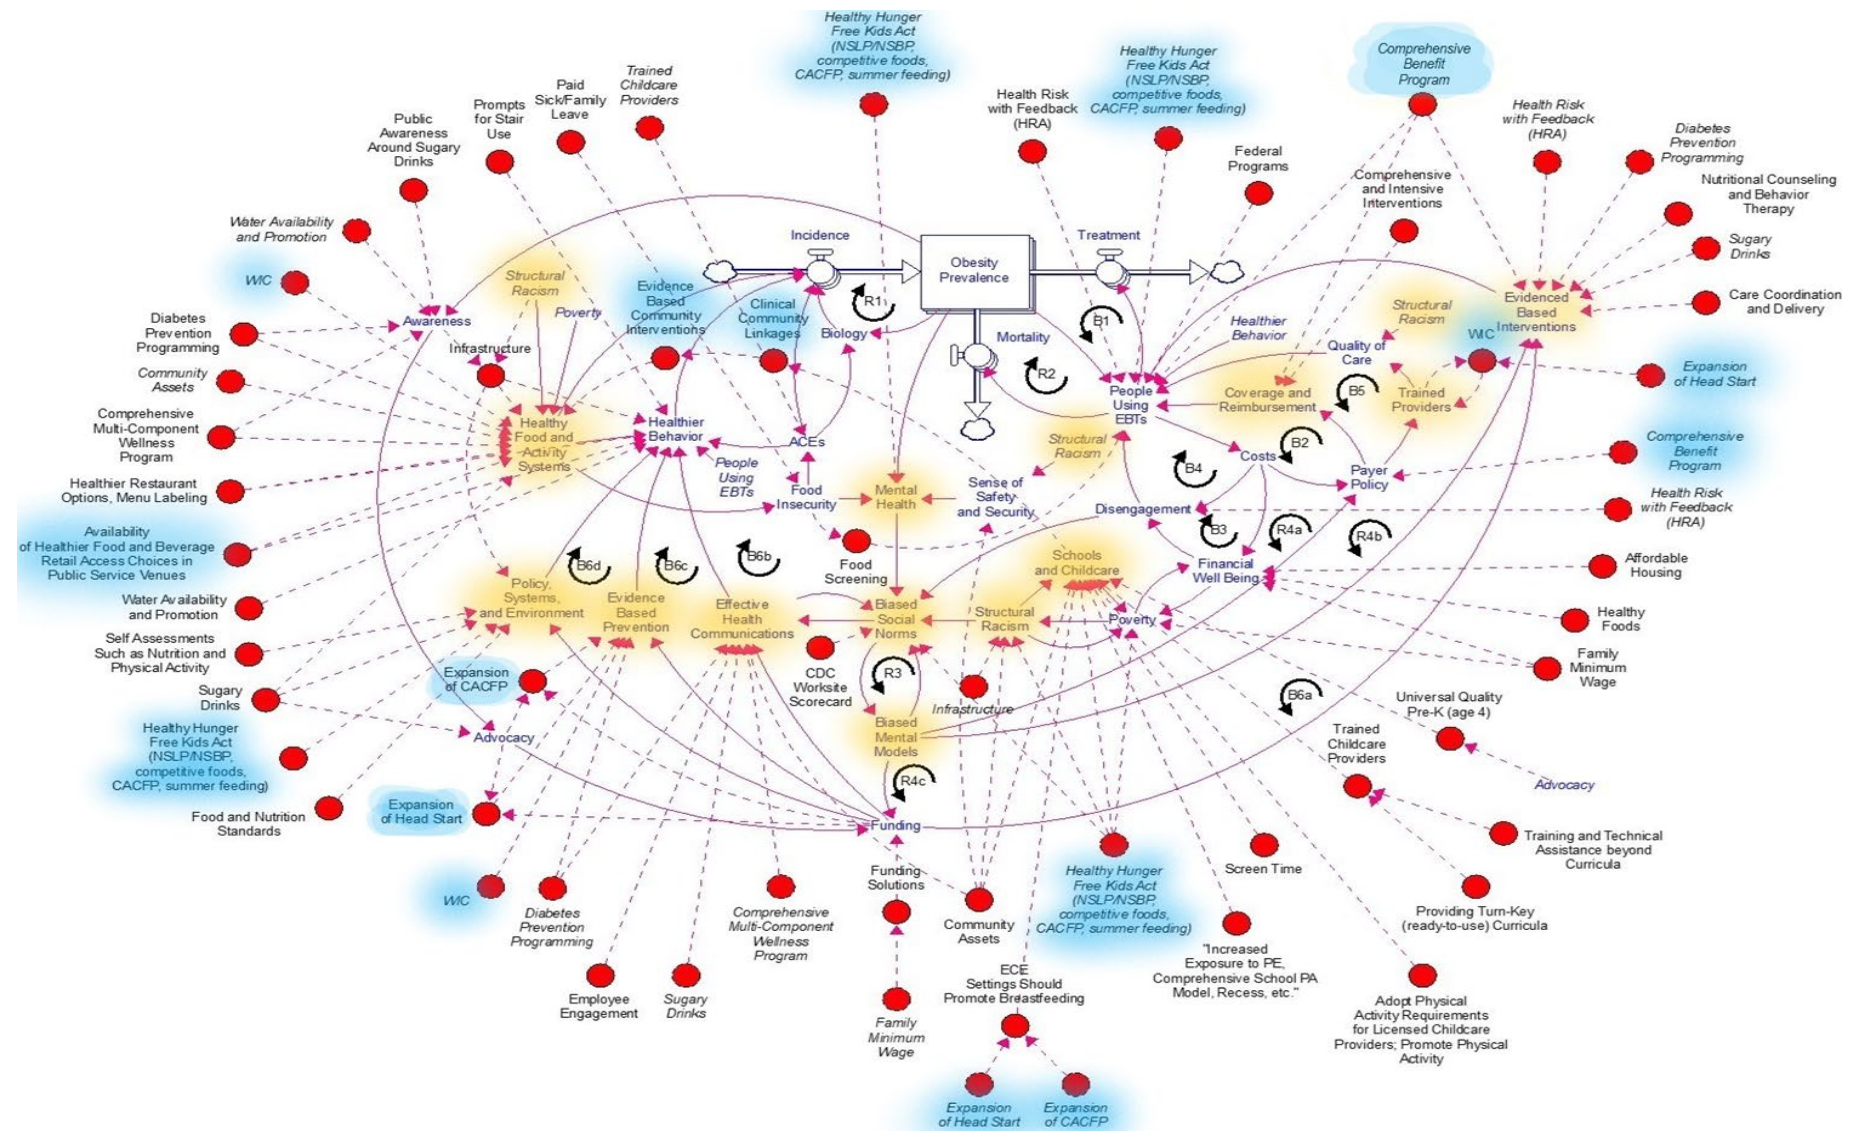 Healthy Hunger
Free Kids Act
(NSLP/NSBP,
competitive foods,
CACFP, summer feeding)
Healthy Hunger
Free Kids Act
(NSLP/NSBP,
competitive foods,
CACFP, summer feeding)
Comprehensive
Benefit
Program
Trained
Childcare
Providers
Paid
Sick/Family
Leave
Prompts
for Stair
Use
Public
Awareness
Around Sugary
Drinks
Health Risk
with Feedback
(HRA)
Federal
Programs
Health Risk
with Feedback
(HRA)
Diabetes
Prevention
Programming
Comprehensive
and Intensive
Interventions
Nutritional Counseling
and Behavior
Therapy
Sugary
Drinks
Care Coordination
and Delivery
Water Availability
and Promotion
WIC
Diabetes
Prevention
Programming
Community
Assets
Comprehensive
Multi-Component
Wellness
Program
Healthier Restaurant
Options, Menu Labeling
Availability
of Healthier Food and Beverage
Retail Access Choices in
Public Service Venues
Water Availability
and Promotion
Self Assessments
Such as Nutrition and
Physical Activity
Sugary
Drinks
Healthy Hunger
Free Kids Act
(NSLP/NSBP,
competitive foods,
CACFP, summer feeding)
Food and Nutrition
Standards
Incidence
Obesity
Prevalence
Treatment
Mortality
R1
B1
R2
Structural
Racism
Poverty
Evidence
Based
Community
Interventions
Clinical
Community
Linkages
Biology
Awareness
Infrastructure
Healthy
Food and
Activity
Systems
Healthier
Behavior
ACEs
People
Using
EBTs
Food
Insecurity
Mental
Health
Sense of
Safety
and Security
Structural
Racism
People
Using
EBTs
Healthier
Behavior
Coverage and
Reimbursement
Quality of
Care
Structural
Racism
WIC
Evidenced
Based
Interventions
Trained
Providers
B5
Expansion
of Head Start
Costs
B2
B4
Payer
Policy
Comprehensive
Benefit
Program
Disengagement
B3
R4a
R4b
Health Risk
with Feedback
(HRA)
Financial
Well Being
Affordable
Housing
Healthy
Foods
Family
Minimum
Wage
Food
Screening
Schools
and Childcare
B6d
B6c
B6b
Policy,
Systems,
and Environment
Evidence
Based
Prevention
Effective
Health
Communications
Biased
Social
Norms
Structural
Racism
Poverty
CDC
Worksite
Scorecard
R3
Infrastructure
Biased
Mental
Models
R4c
B6a
Expansion
of CACFP
Advocacy
Expansion
of Head Start
Funding
WIC
Diabetes
Prevention
Programming
Employee
Engagement
Sugary
Drinks
Comprehensive
Multi-Component
Wellness
Program
Funding
Solutions
Family
Minimum
Wage
Community
Assets
ECE
Settings Should
Promote Breastfeeding
Expansion
of Head Start
Expansion
of CACFP
Healthy Hunger
Free Kids Act
(NSLP/NSBP,
competitive foods,
CACFP, summer feeding)
"Increased
Exposure to PE,
Comprehensive School PA
Model, Recess, etc."
Screen Time
Universal Quality
Pre-K (age 4)
Trained
Childcare
Providers
Advocacy
Training and Technical
Assistance beyond
Curricula
Providing Turn-Key
(ready-to-use) Curricula
Adopt Physical
Activity Requirements
for Licensed Childcare
Providers; Promote Physical
Activity